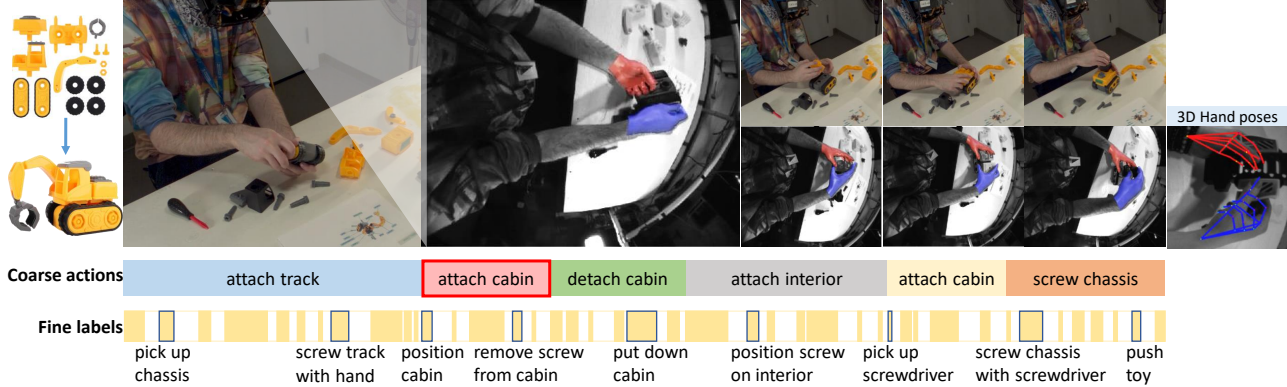 3D Hand poses
Coarse actions
attach track
attach cabin
detach cabin
attach interior
attach cabin
screw chassis
Fine labels
pick up
chassis
screw track
with hand
position
cabin
remove screw
from cabin
put down
cabin
position screw
on interior
pick up
screwdriver
screw chassis
with screwdriver
push
toy